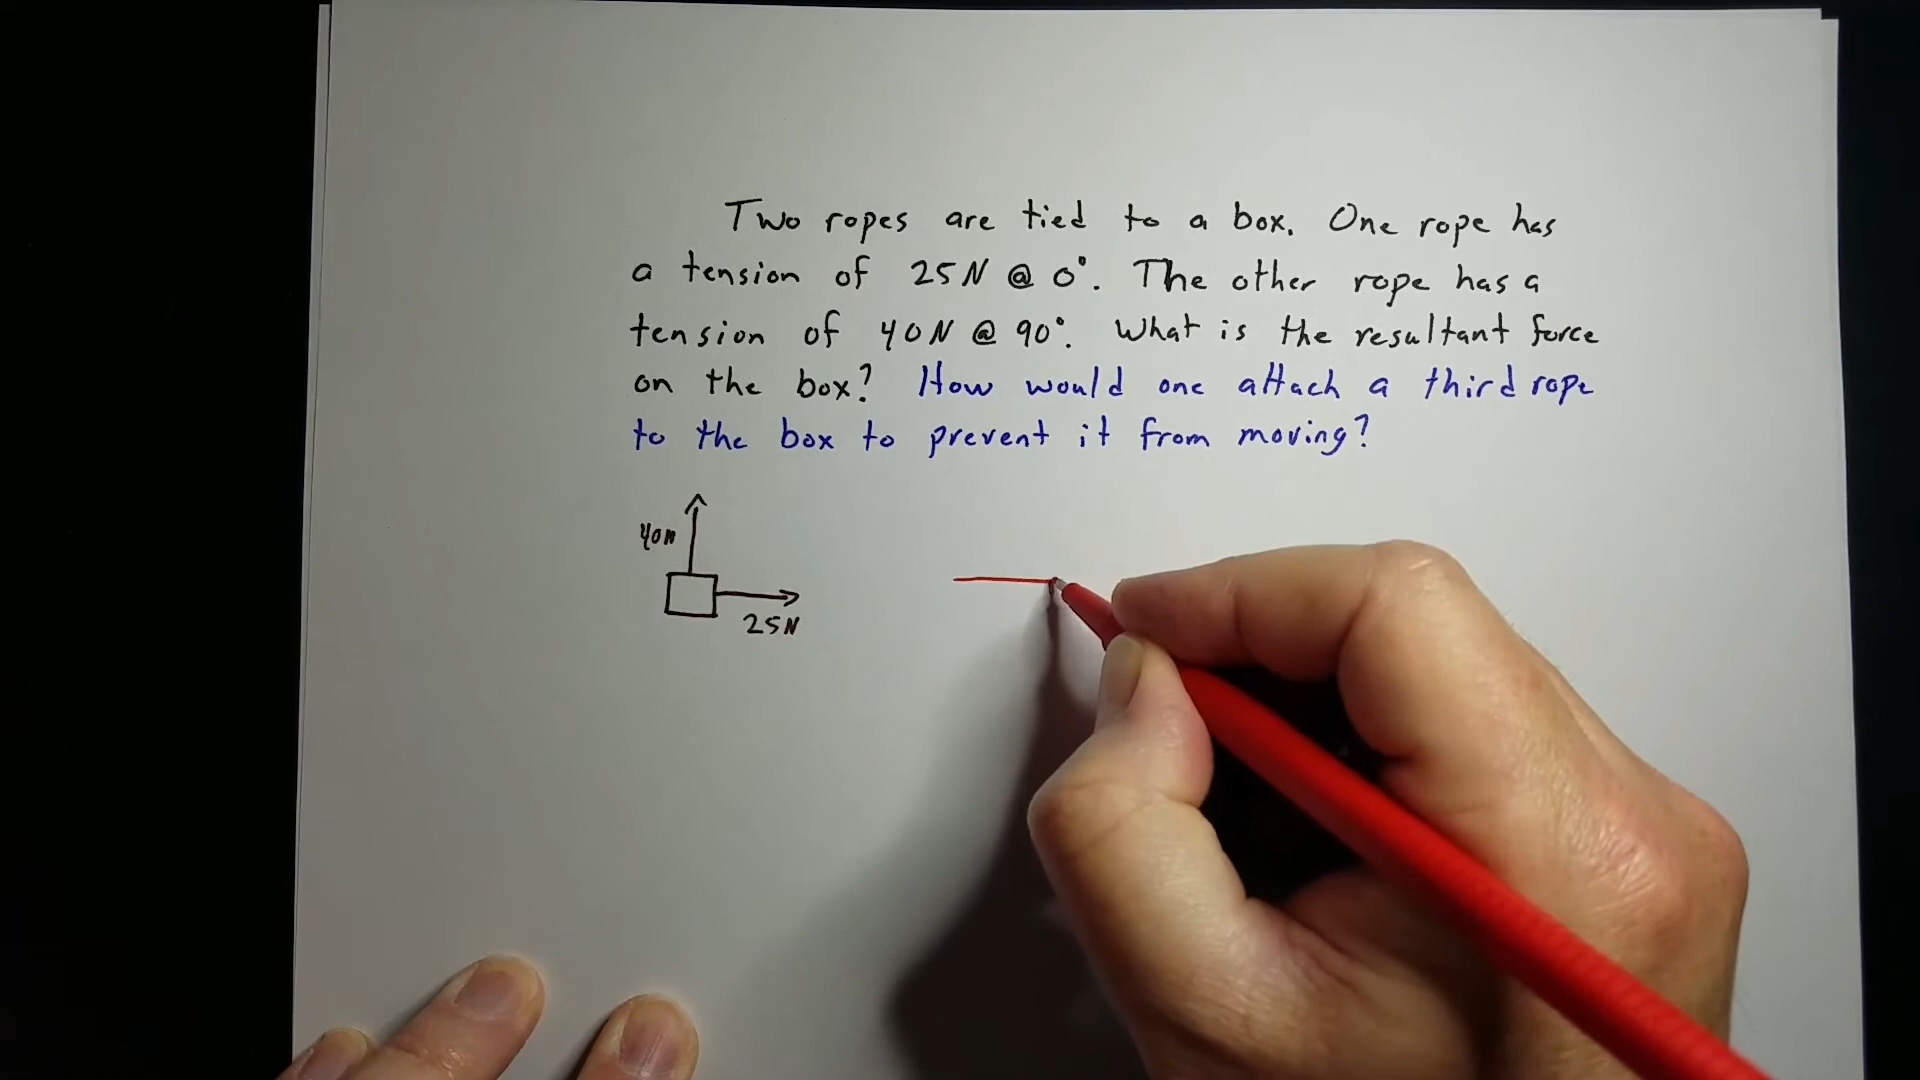 Two ropes are tied to a box. One rope has
a tension of 25N @ 0°. The other rope has a
tension of 40N @ 90°. What is the resultant force
on the box? How would one attach a third rope
to the box to prevent it from moving?
40N
25N